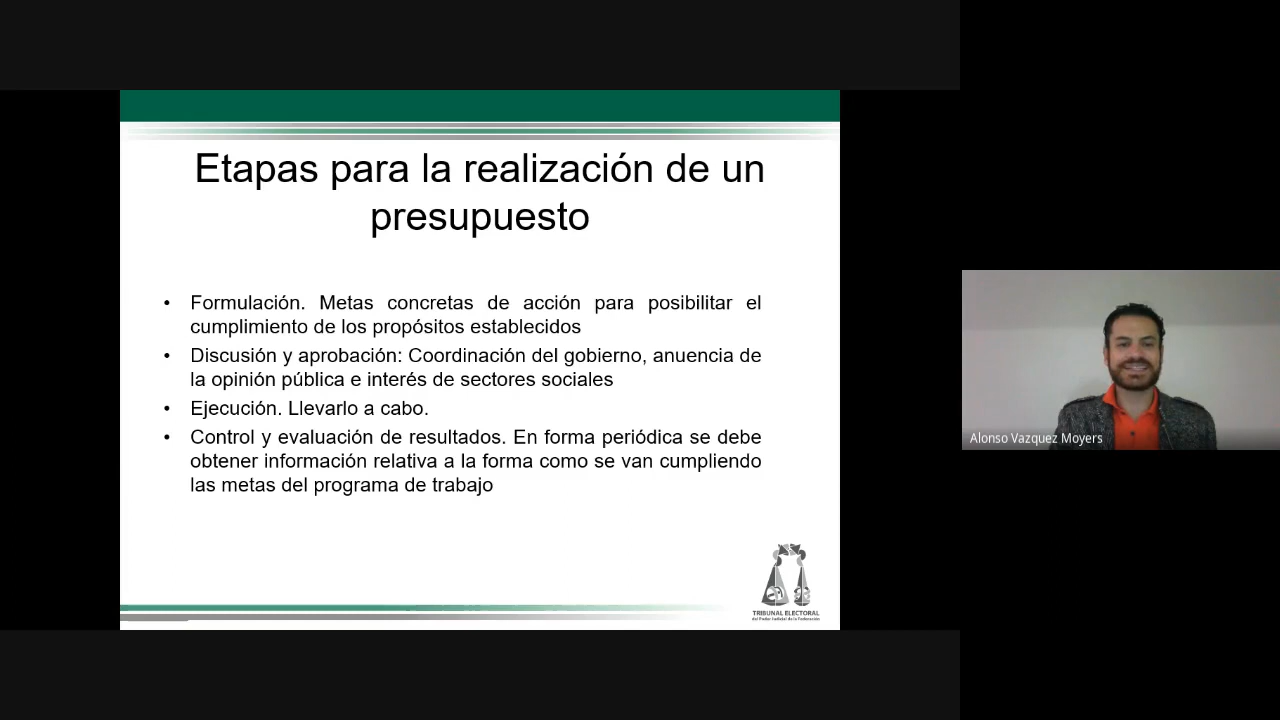 Etapas para la realización de un
presupuesto
• Formulación. Metas concretas de acción para posibilitar el
cumplimiento de los propósitos establecidos
• Discusión y aprobación: Coordinación del gobierno, anuencia de
la opinión pública e interés de sectores sociales
• Ejecución. Llevarlo a cabo.
• Control y evaluación de resultados. En forma periódica se debe
obtener información relativa a la forma como se van cumpliendo
las metas del programa de trabajo
TRIBUNAL ELECTORAL
del Poder Judicial de la Federación
Alonso Vazquez Moyers